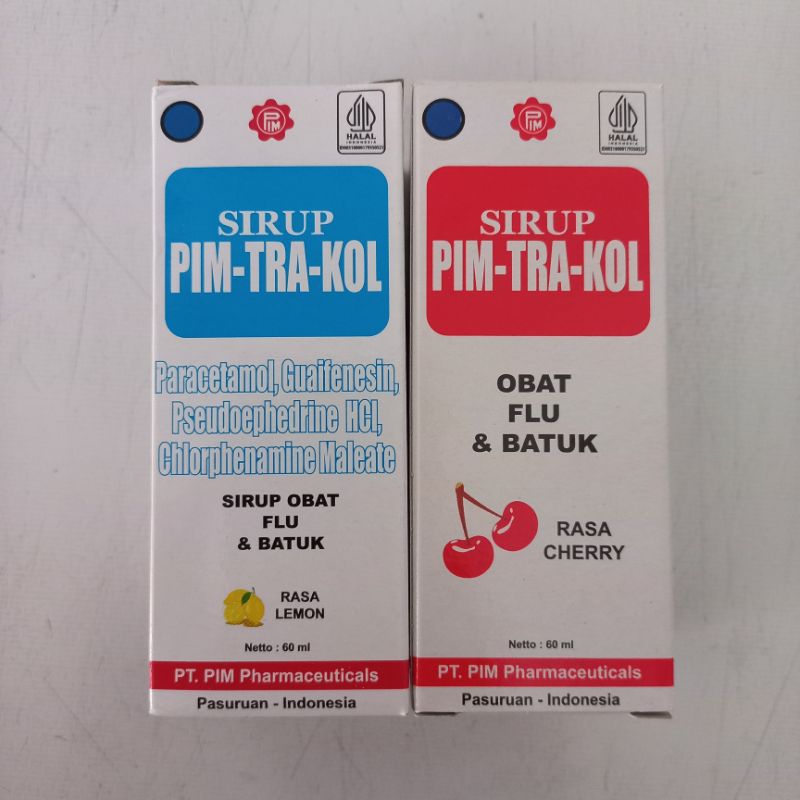 PIM
HALAL
INDONESIA
SIRUP
PIM-TRA-KOL
Paracetamol, Guaifenesin,
Pseudoephedrine HCl,
Chlorphenamine Maleate
SIRUP OBAT
FLU
& BATUK
RASA
LEMON
Netto : 60 ml
PT. PIM Pharmaceuticals
Pasuruan - Indonesia
PIM
HALAL
INDONESIA
SIRUP
PIM-TRA-KOL
OBAT
FLU
& BATUK
RASA
CHERRY
Netto : 60 ml
PT. PIM Pharmaceuticals
Pasuruan - Indonesia